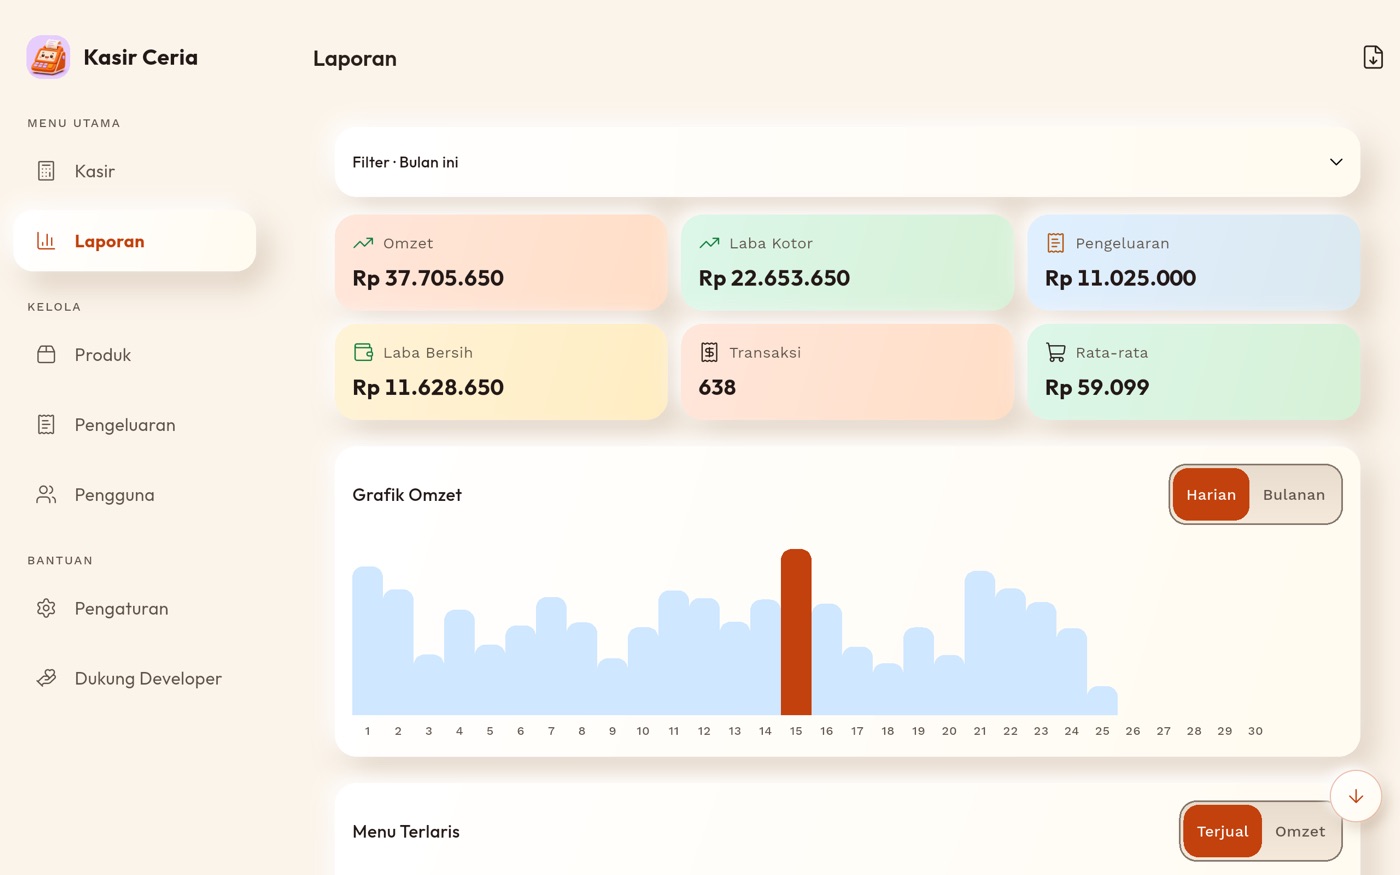 Kasir Ceria
Laporan
MENU UTAMA
Kasir
Laporan
KELOLA
Produk
Pengeluaran
Pengguna
BANTUAN
Pengaturan
Dukung Developer
Filter · Bulan ini
Omzet
Rp 37.705.650
Laba Kotor
Rp 22.653.650
Pengeluaran
Rp 11.025.000
Laba Bersih
Rp 11.628.650
Transaksi
638
Rata-rata
Rp 59.099
Grafik Omzet
Harian Bulanan
1 2 3 4 5 6 7 8 9 10 11 12 13 14 15 16 17 18 19 20 21 22 23 24 25 26 27 28 29 30
Menu Terlaris
Terjual Omzet